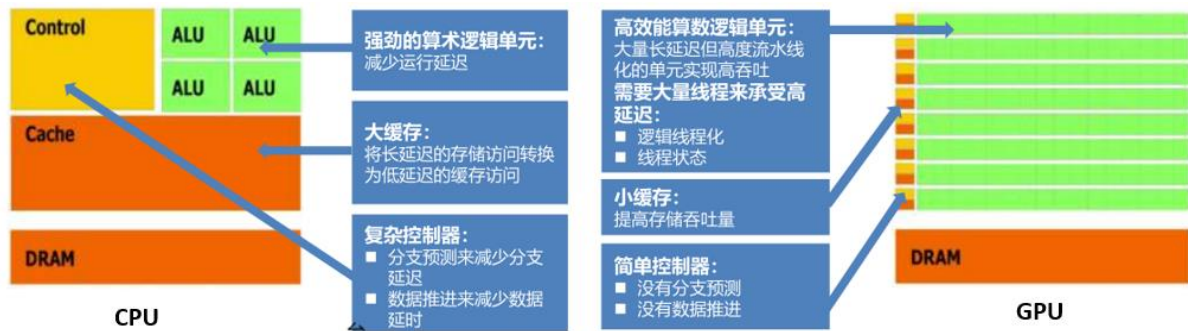 Control
ALU
ALU
ALU
ALU
Cache
DRAM
CPU
强劲的算术逻辑单元：
减少运行延迟
大缓存：
将长延迟的存储访问转换
为低延迟的缓存访问
复杂控制器：
■ 分支预测来减少分支
延迟
■ 数据推进来减少数据
延时
高效能算数逻辑单元：
大量长延迟但高度流水线
化的单元实现高吞吐
需要大量线程来承受高
延迟：
■ 逻辑线程化
■ 线程状态
小缓存：
提高存储吞吐量
简单控制器：
■ 没有分支预测
■ 没有数据推进
DRAM
GPU